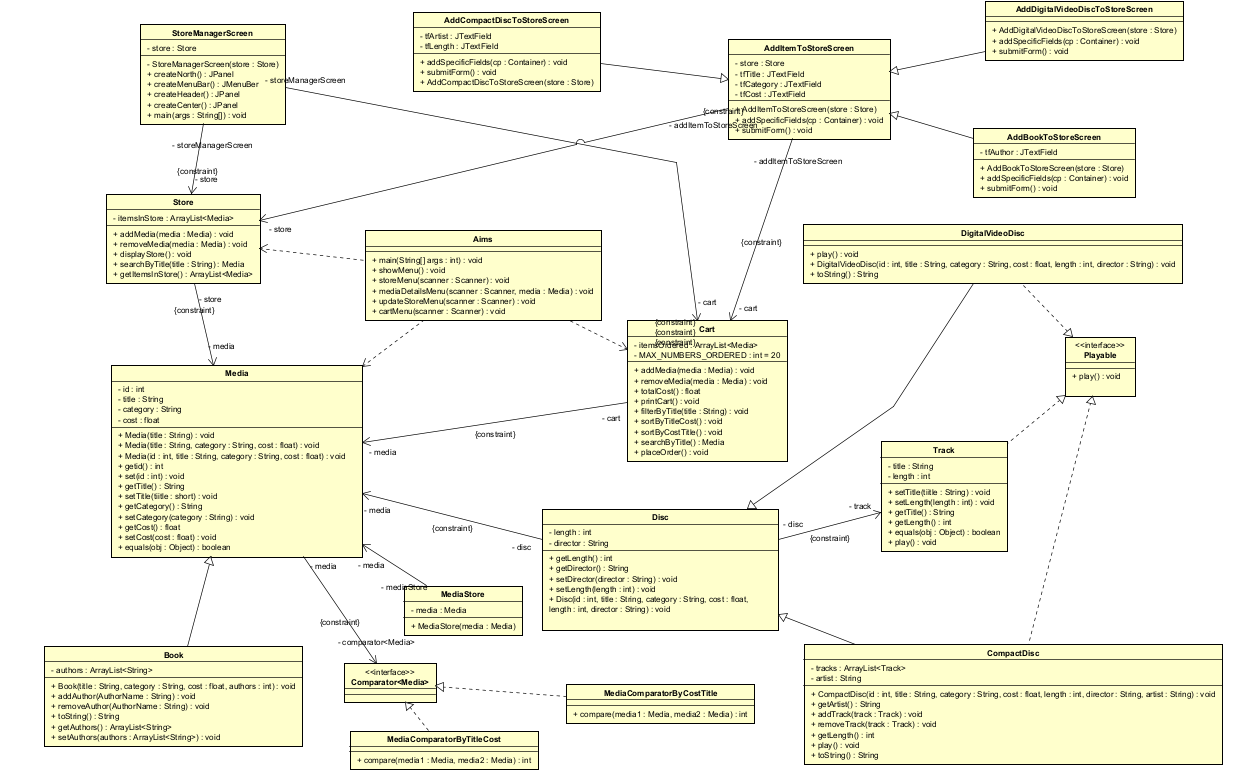 StoreManagerScreen
- store : Store
- StoreManagerScreen(store : Store)
+ createNorth() : JPanel
+ createMenuBar() : JMenuBer
+ createHeader() : JPanel
+ createCenter() : JPanel
+ main(args : String[]) : void
- storeManagerScreen
- storeManagerScreen
{constraint}
- store
AddCompactDiscToStoreScreen
- tfArtist : JTextField
- tfLength : JTextField
+ addSpecificFields(cp : Container) : void
+ submitForm() : void
+ AddCompactDiscToStoreScreen(store : Store)
AddItemToStoreScreen
- store : Store
- tfTitle : JTextField
- tfCategory : JTextField
- tfCost : JTextField
+ AddItemToStoreScreen(store : Store)
+ addSpecificFields(cp : Container) : void
+ submitForm() : void
{constraint}
- addItemToStoreScreen
- addItemToStoreScreen
{constraint}
- cart
- cart
AddDigitalVideoDiscToStoreScreen
+ AddDigitalVideoDiscToStoreScreen(store : Store)
+ addSpecificFields(cp : Container) : void
+ submitForm() : void
AddBookToStoreScreen
- tfAuthor : JTextField
+ AddBookToStoreScreen(store : Store)
+ addSpecificFields(cp : Container) : void
+ submitForm() : void
Store
- itemsInStore : ArrayList<Media>
+ addMedia(media : Media) : void
+ removeMedia(media : Media) : void
+ displayStore() : void
+ searchByTitle(title : String) : Media
+ getItemsInStore() : ArrayList<Media>
- store
- store
{constraint}
- media
Aims
+ main(String[] args : int) : void
+ showMenu() : void
+ storeMenu(scanner : Scanner) : void
+ mediaDetailsMenu(scanner : Scanner, media : Media) : void
+ updateStoreMenu(scanner : Scanner) : void
+ cartMenu(scanner : Scanner) : void
DigitalVideoDisc
+ play() : void
+ DigitalVideoDisc(id : int, title : String, category : String, cost : float, length : int, director : String) : void
+ toString() : String
Cart
{constraint}
{constraint}
{constraint}
- itemsOrdered : ArrayList<Media>
- MAX_NUMBERS_ORDERED : int = 20
+ addMedia(media : Media) : void
+ removeMedia(media : Media) : void
+ totalCost() : float
+ printCart() : void
+ filterByTitle(title : String) : void
+ sortByTitleCost() : void
+ sortByCostTitle() : void
+ searchByTitle() : Media
+ placeOrder() : void
- cart
{constraint}
- media
<<interface>>
Playable
+ play() : void
Media
- id : int
- title : String
- category : String
- cost : float
+ Media(title : String) : void
+ Media(title : String, category : String, cost : float) : void
+ Media(id : int, title : String, category : String, cost : float) : void
+ getid() : int
+ set(id : int) : void
+ getTitle() : String
+ setTitle(tiitle : short) : void
+ getCategory() : String
+ setCategory(category : String) : void
+ getCost() : float
+ setCost(cost : float) : void
+ equals(obj : Object) : boolean
Track
- title : String
- length : int
+ setTitle(tiitle : String) : void
+ setLength(length : int) : void
+ getTitle() : String
+ getLength() : int
+ equals(obj : Object) : boolean
+ play() : void
- media
{constraint}
- disc
Disc
- length : int
- director : String
+ getLength() : int
+ getDirector() : String
+ setDirector(director : String) : void
+ setLength(length : int) : void
+ Disc(id : int, title : String, category : String, cost : float,
length : int, director : String) : void
- disc
{constraint}
- track
- media
- media
- mediaStore
MediaStore
- media : Media
+ MediaStore(media : Media)
{constraint}
- comparator<Media>
Book
- authors : ArrayList<String>
+ Book(title : String, category : String, cost : float, authors : int) : void
+ addAuthor(AuthorName : String) : void
+ removeAuthor(AuthorName : String) : void
+ toString() : String
+ getAuthors() : ArrayList<String>
+ setAuthors(authors : ArrayList<String>) : void
<<interface>>
Comparator<Media>
MediaComparatorByCostTitle
+ compare(media1 : Media, media2 : Media) : int
MediaComparatorByTitleCost
+ compare(media1 : Media, media2 : Media) : int
CompactDisc
- tracks : ArrayList<Track>
- artist : String
+ CompactDisc(id : int, title : String, category : String, cost : float, length : int, director : String, artist : String) : void
+ getArtist() : String
+ addTrack(track : Track) : void
+ removeTrack(track : Track) : void
+ getLength() : int
+ play() : void
+ toString() : String